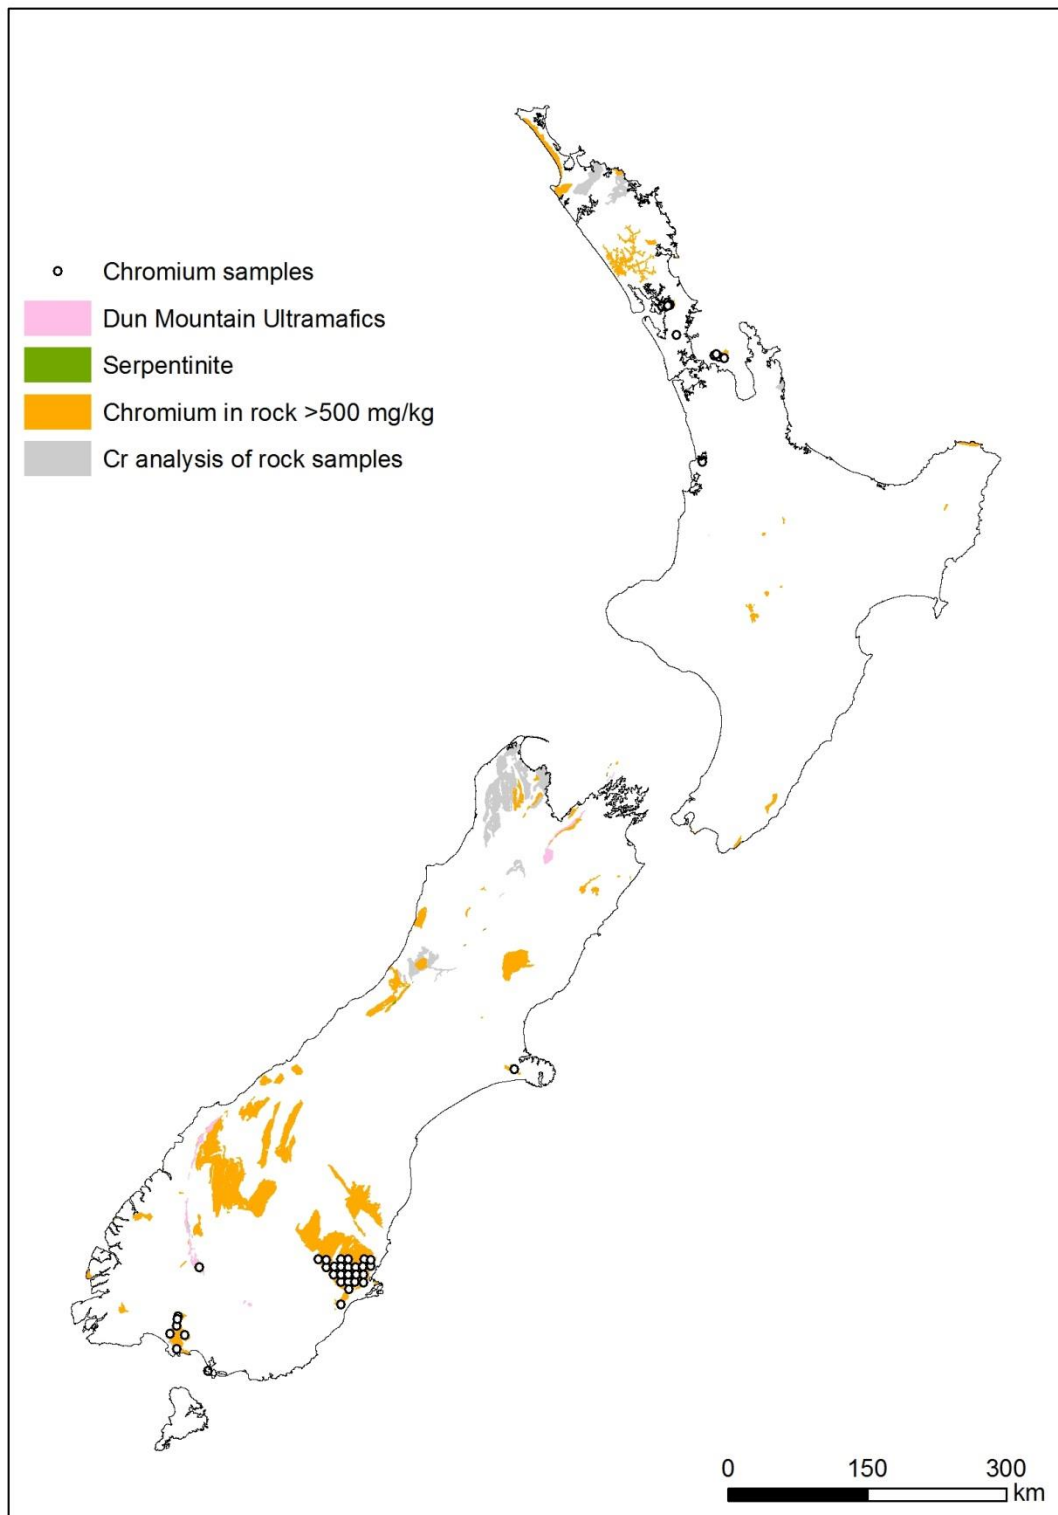 Chromium samples
Dun Mountain Ultramafics
Serpentinite
Chromium in rock >500 mg/kg
Cr analysis of rock samples
0 150 300
km